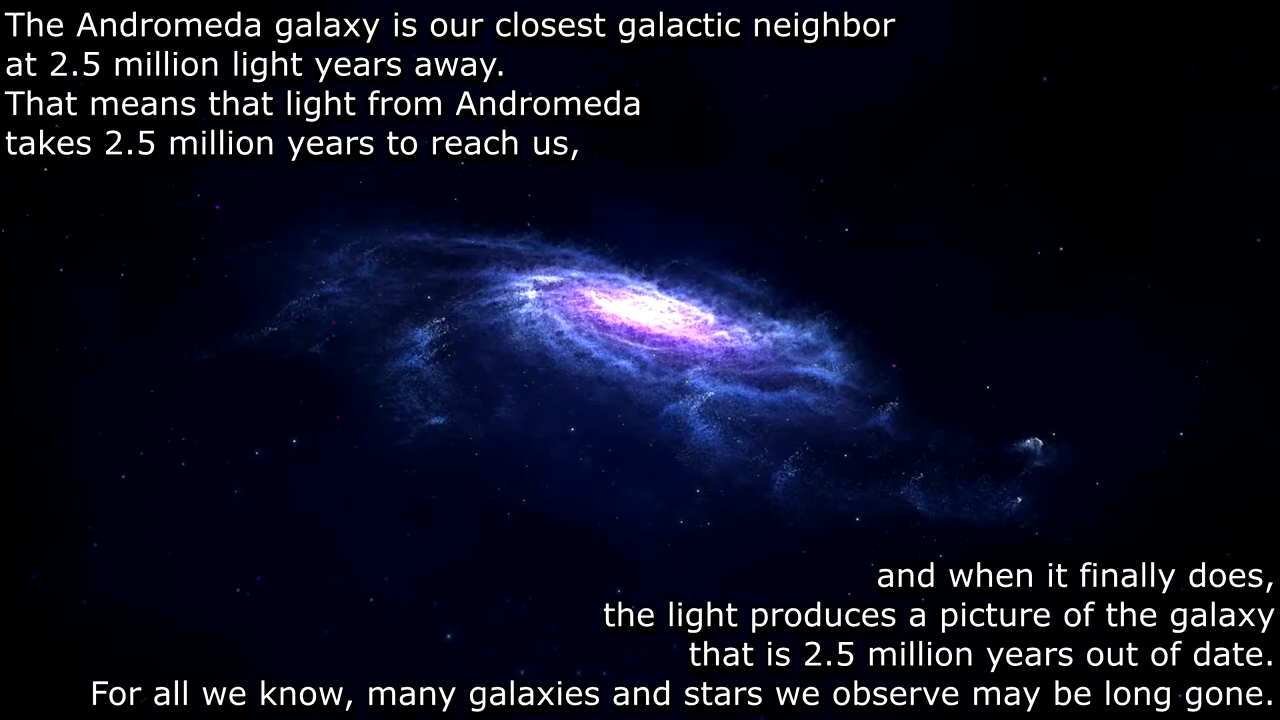 The Andromeda galaxy is our closest galactic neighbor
at 2.5 million light years away.
That means that light from Andromeda
takes 2.5 million years to reach us,
and when it finally does,
the light produces a picture of the galaxy
that is 2.5 million years out of date.
For all we know, many galaxies and stars we observe may be long gone.